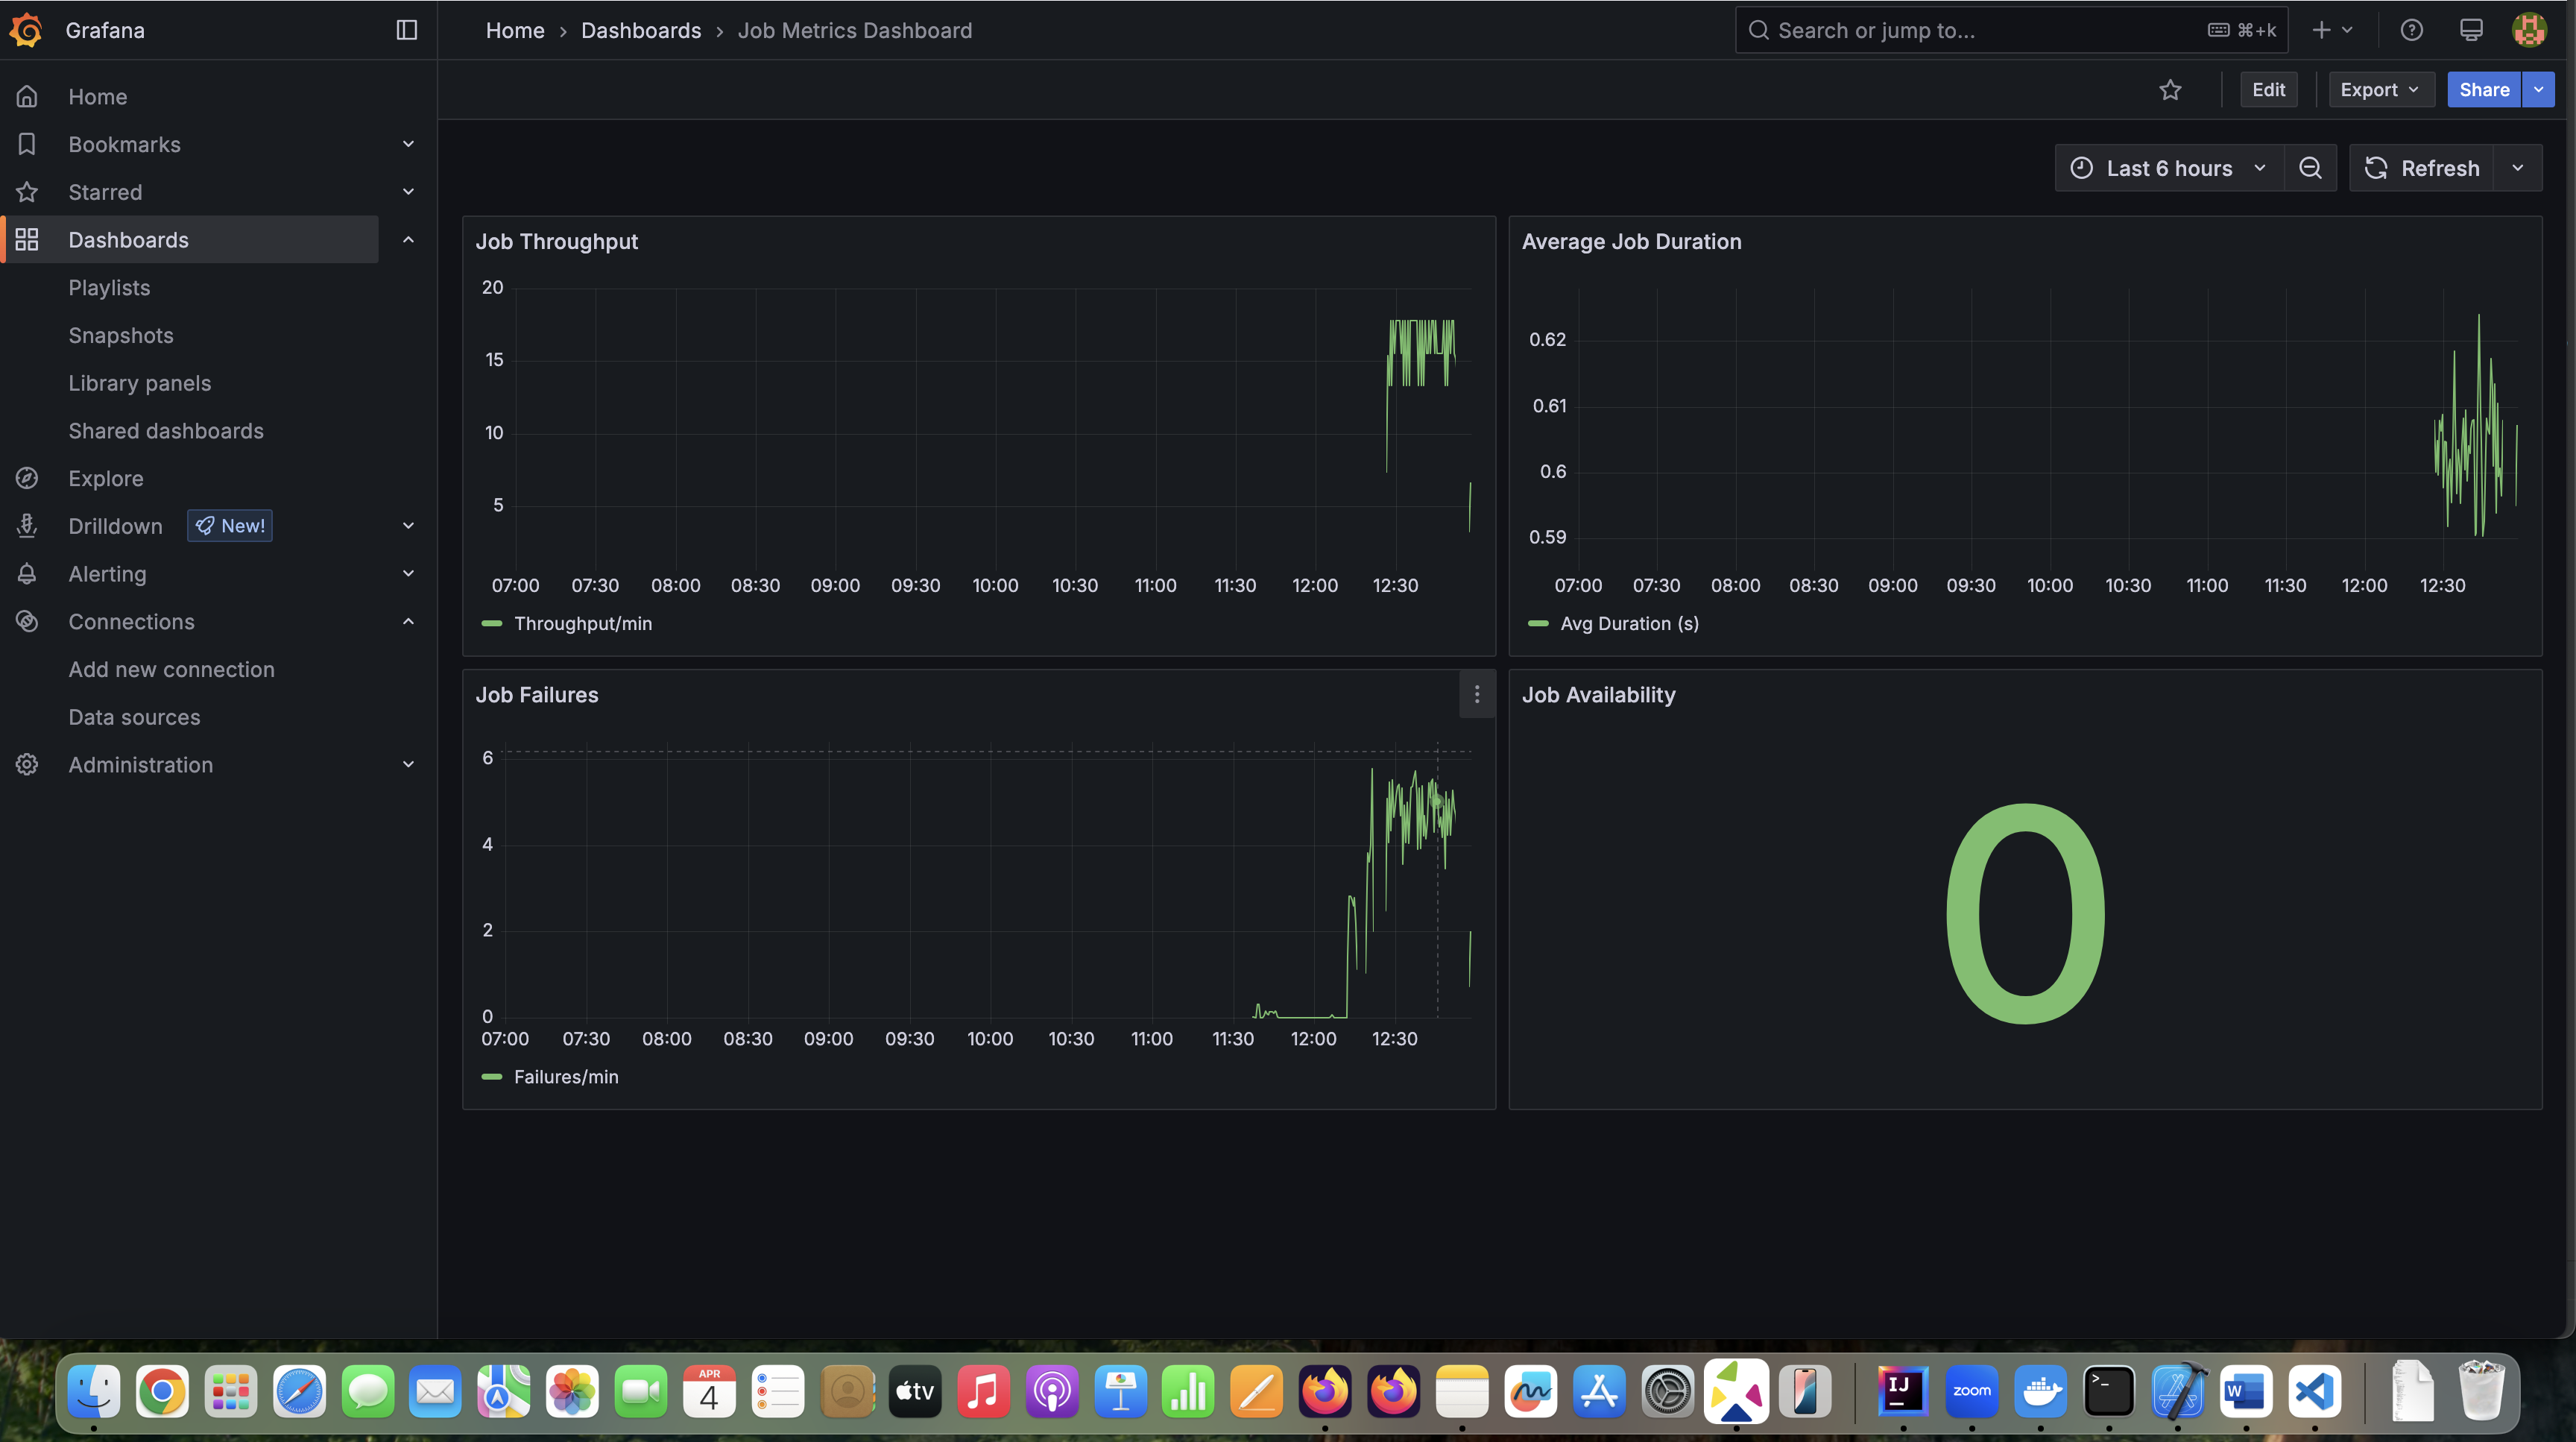 Grafana
Home › Dashboards › Job Metrics Dashboard
Search or jump to... ⌘+k
Edit Export Share
Home
Bookmarks
Starred
Dashboards
Playlists
Snapshots
Library panels
Shared dashboards
Explore
Drilldown New!
Alerting
Connections
Add new connection
Data sources
Administration
Last 6 hours Refresh
Job Throughput
20
15
10
5
07:00 07:30 08:00 08:30 09:00 09:30 10:00 10:30 11:00 11:30 12:00 12:30
Throughput/min
Average Job Duration
0.62
0.61
0.6
0.59
07:00 07:30 08:00 08:30 09:00 09:30 10:00 10:30 11:00 11:30 12:00 12:30
Avg Duration (s)
Job Failures
6
4
2
0
07:00 07:30 08:00 08:30 09:00 09:30 10:00 10:30 11:00 11:30 12:00 12:30
Failures/min
Job Availability
0
APR
4
tv
IJ
zoom
>_
W